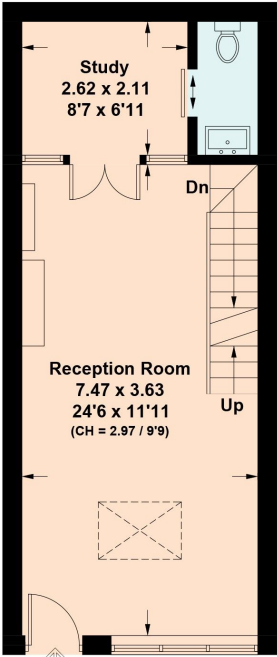 Study
2.62 x 2.11
8'7 x 6'11
Dn
Reception Room
7.47 x 3.63
24'6 x 11'11
(CH = 2.97 / 9'9)
Up